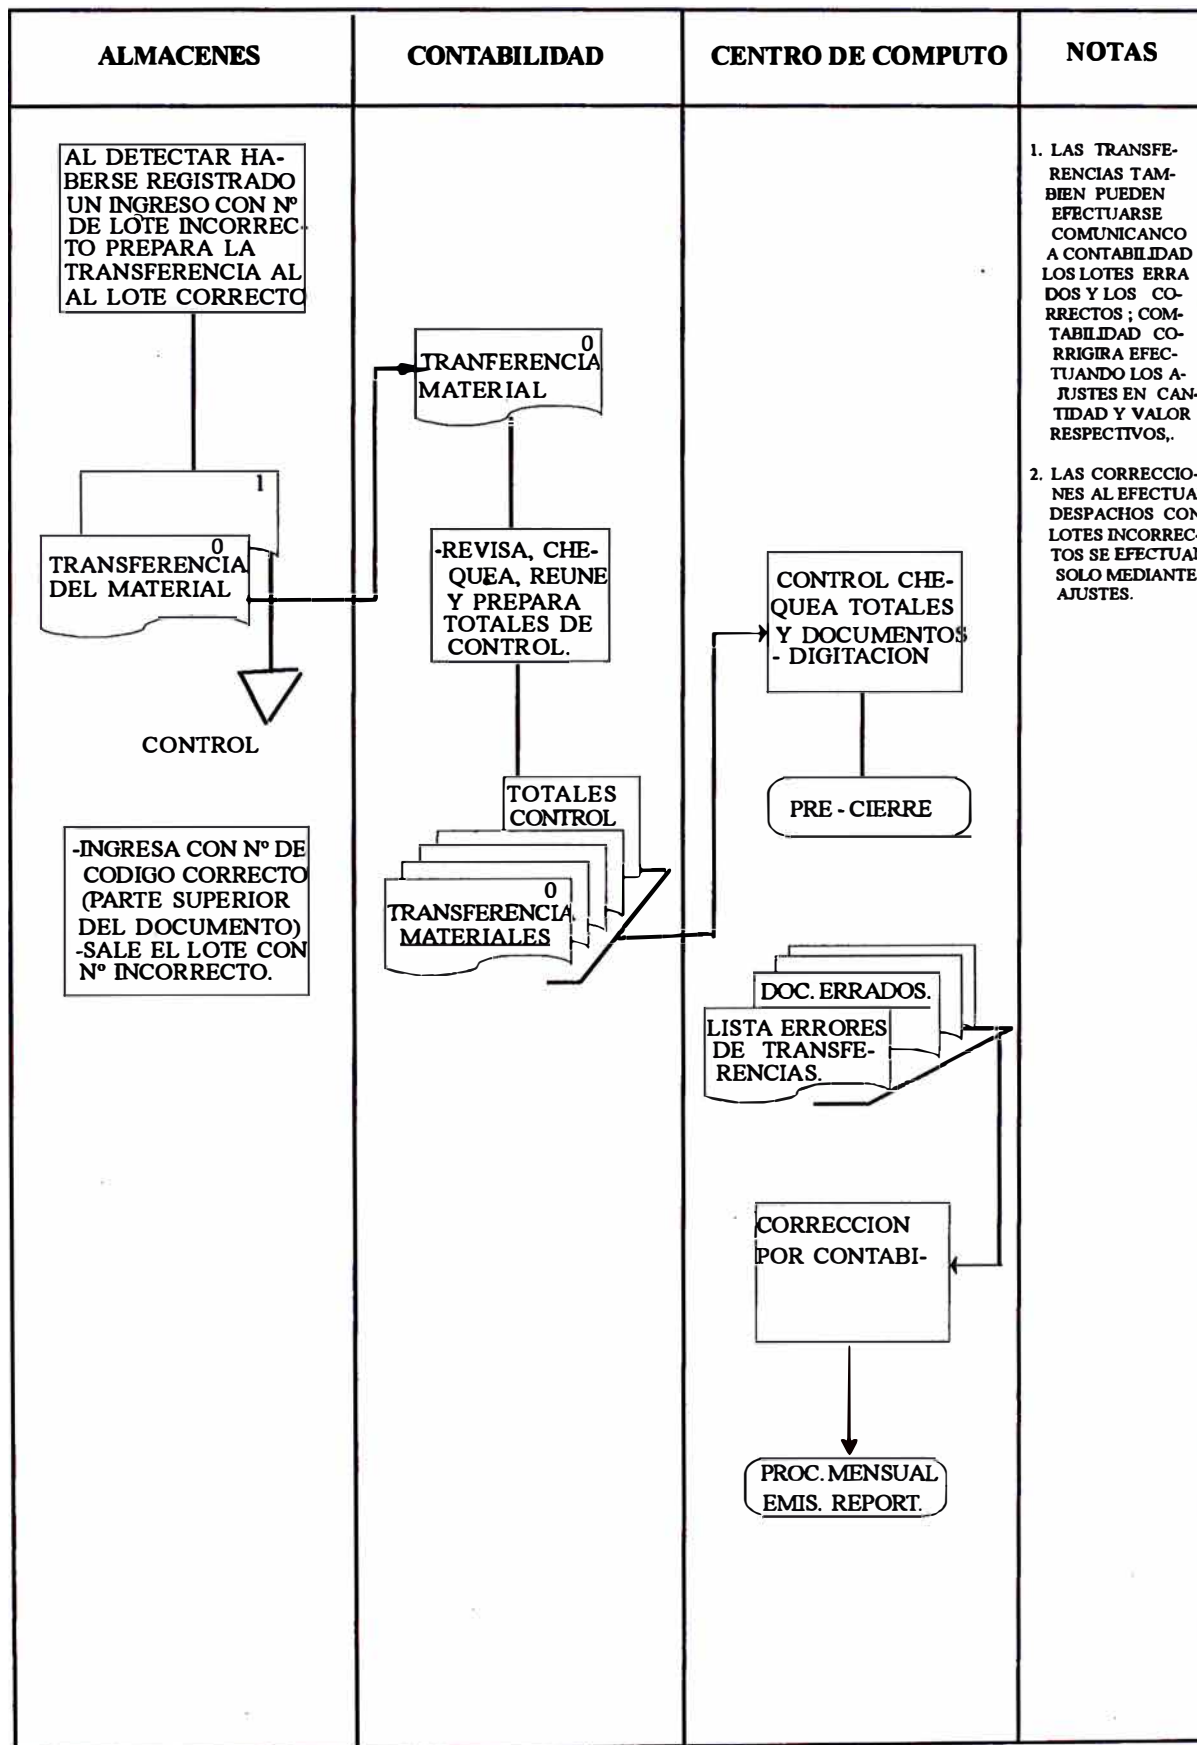 ALMACENES
CONTABILIDAD
CENTRO DE COMPUTO
NOTAS
AL DETECTAR HA-
BERSE REGISTRADO
UN INGRESO CON Nº
DE LOTE INCORREC-
TO PREPARA LA
TRANSFERENCIA AL
AL LOTE CORRECTO
1
0
TRANSFERENCIA
DEL MATERIAL
CONTROL
-INGRESA CON Nº DE
CODIGO CORRECTO
(PARTE SUPERIOR
DEL DOCUMENTO)
-SALE EL LOTE CON
Nº INCORRECTO.
0
TRANFERENCIA
MATERIAL
-REVISA, CHE-
QUEA, REUNE
Y PREPARA
TOTALES DE
CONTROL.
TOTALES
CONTROL
0
TRANSFERENCIA
MATERIALES
CONTROL CHE-
QUEA TOTALES
Y DOCUMENTOS
- DIGITACION
PRE - CIERRE
DOC. ERRADOS.
LISTA ERRORES
DE TRANSFE-
RENCIAS.
CORRECCION
POR CONTABI-
PROC. MENSUAL
EMIS. REPORT.
1. LAS TRANSFE-
RENCIAS TAM-
BIEN PUEDEN
EFECTUARSE
COMUNICANCO
A CONTABILIDAD
LOS LOTES ERRA
DOS Y LOS CO-
RRECTOS ; COM-
TABILIDAD CO-
RRIGIRA EFEC-
TUANDO LOS A-
JUSTES EN CAN-
TIDAD Y VALOR
RESPECTIVOS,.
2. LAS CORRECCIO-
NES AL EFECTUA
DESPACHOS CON
LOTES INCORREC-
TOS SE EFECTUAN
SOLO MEDIANTE
AJUSTES.